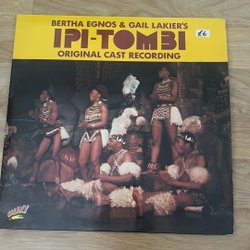 BERTHA EGNOS & GAIL LAKIER'S
IPI-TOMBI
ORIGINAL CAST RECORDING
£6